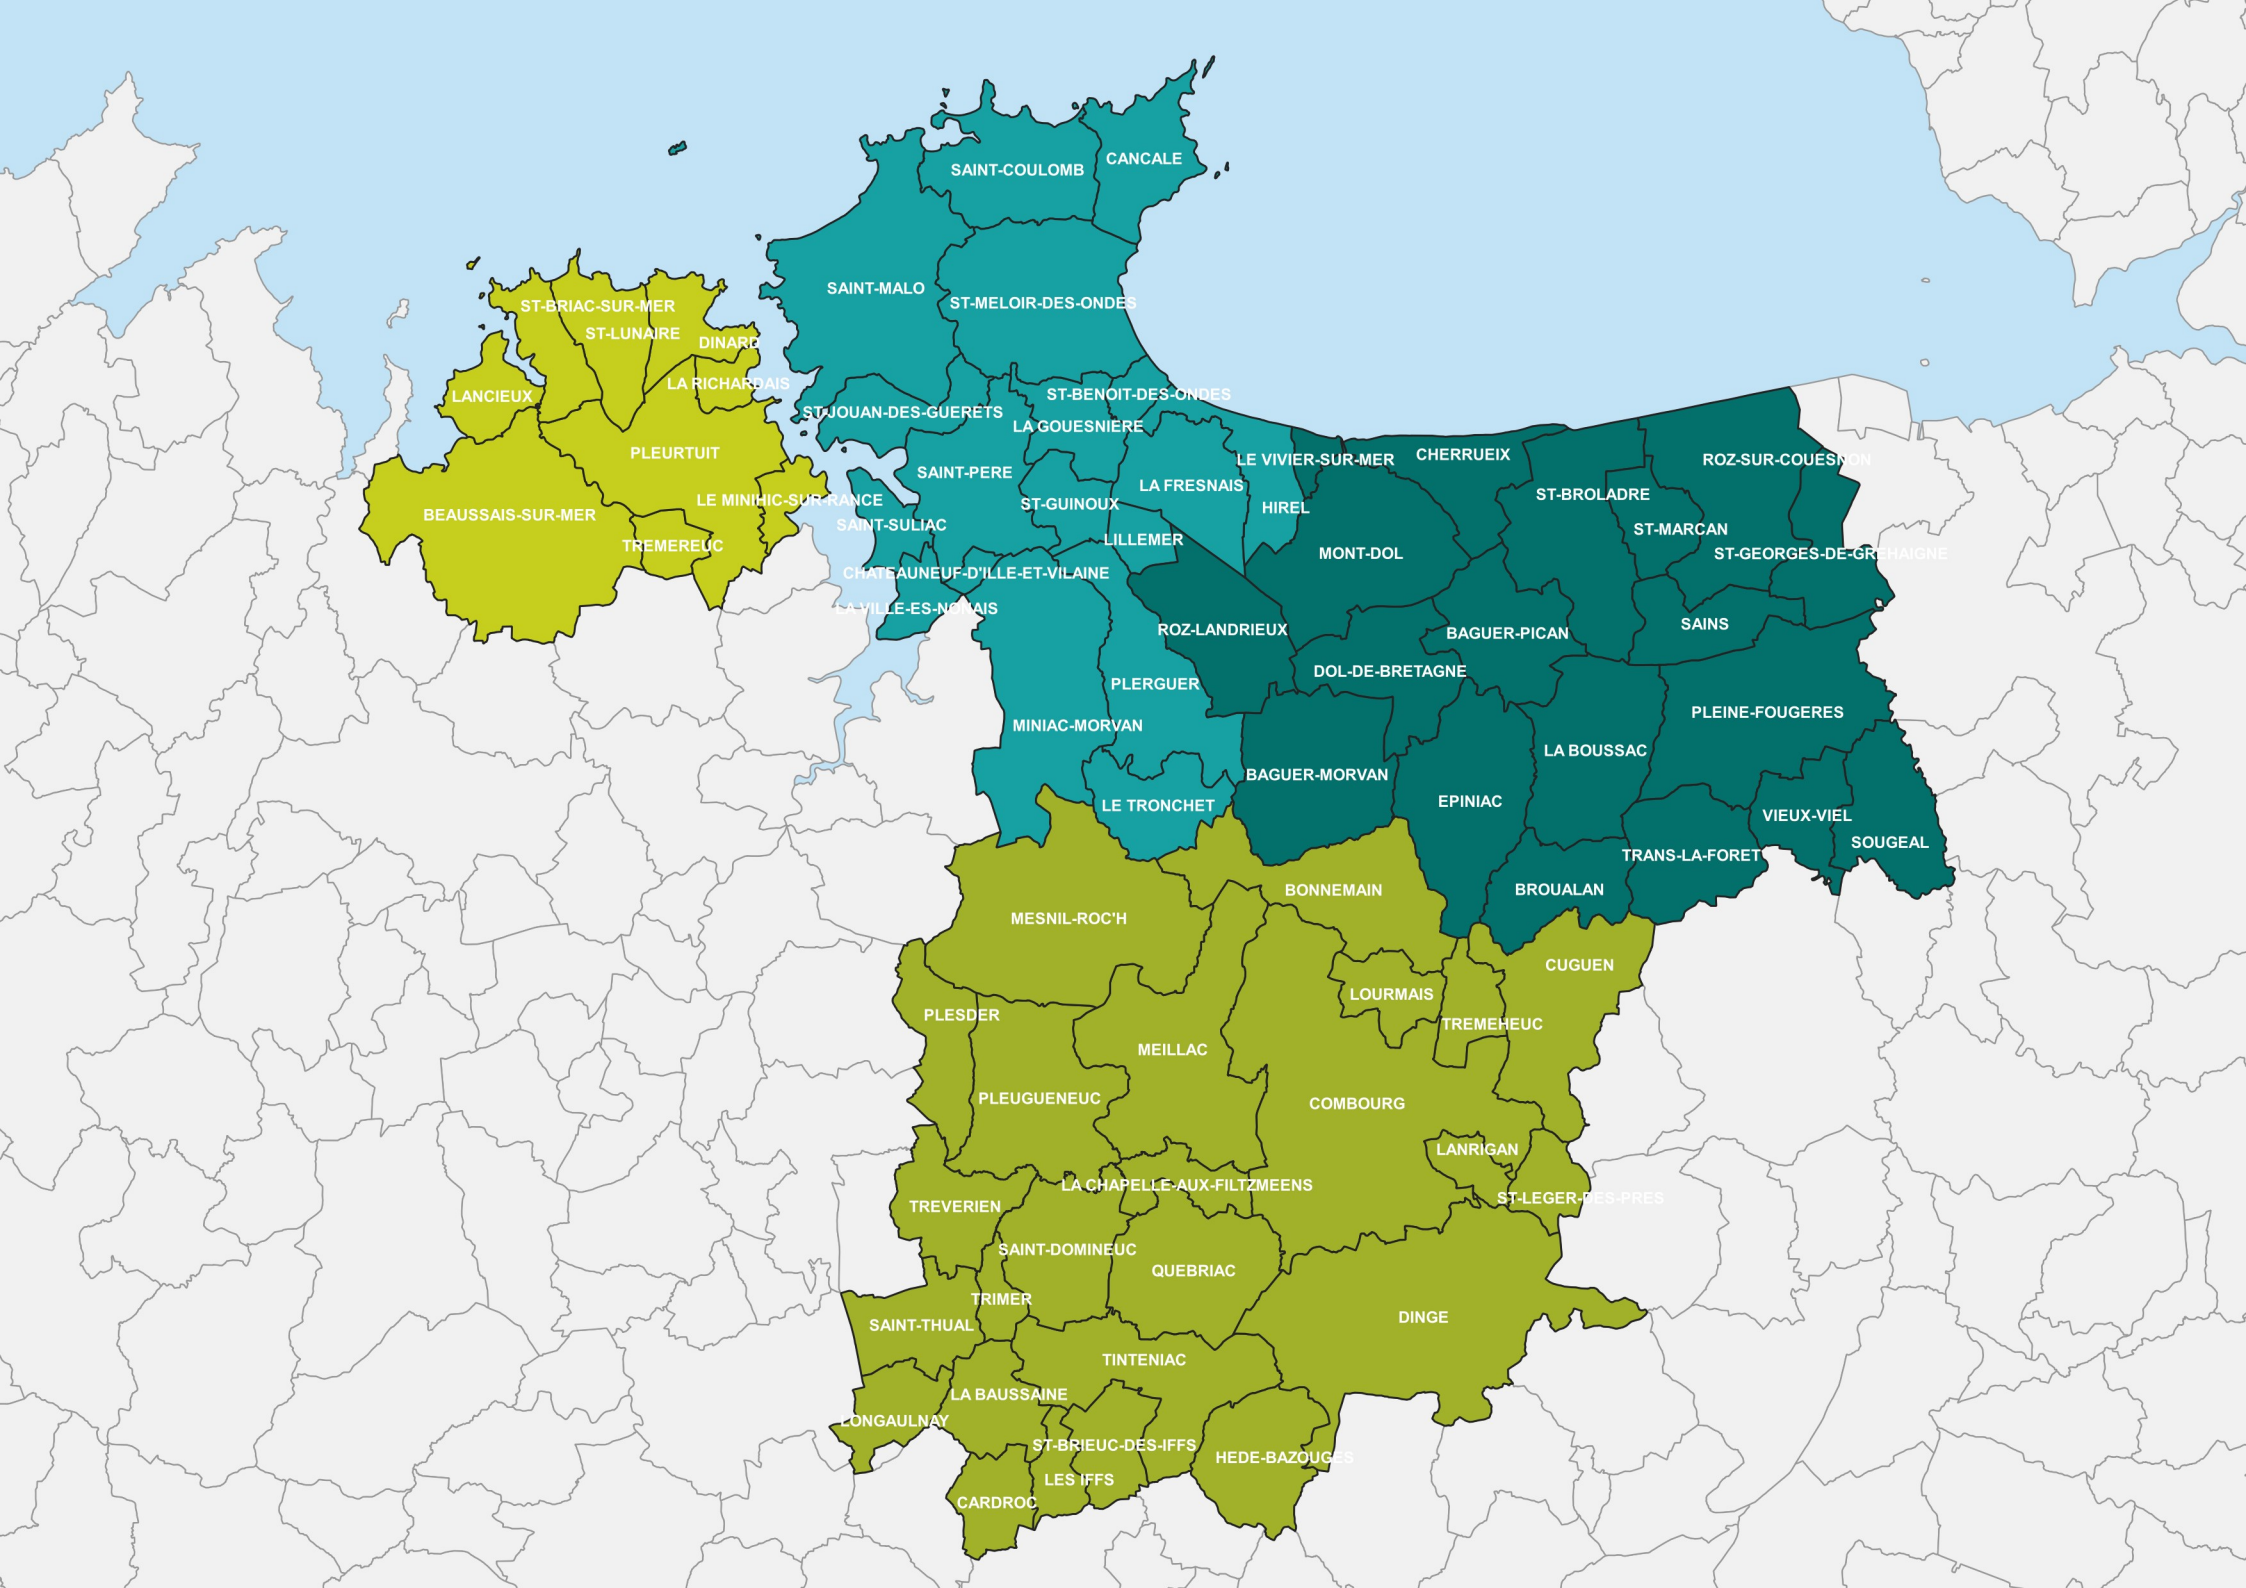 CANCALE
SAINT-COULOMB
SAINT-MALO
ST-MELOIR-DES-ONDES
ST-BRIAC-SUR-MER
ST-LUNAIRE
DINARD
LA RICHARDAIS
LANCIEUX
ST-BENOIT-DES-ONDES
ST-JOUAN-DES-GUERETS
LA GOUESNIERE
PLEURTUIT
CHERRUEIX
LE VIVIER-SUR-MER
ROZ-SUR-COUESNON
SAINT-PERE
LA FRESNAIS
ST-BROLADRE
LE MINIHIC-SUR-RANCE
ST-GUINOUX
HIREL
BEAUSSAIS-SUR-MER
SAINT-SULIAC
ST-MARCAN
LILLEMER
TREMEREUC
MONT-DOL
ST-GEORGES-DE-GREHAIGNE
CHATEAUNEUF-D'ILLE-ET-VILAINE
LA VILLE-ES-NONAIS
SAINS
ROZ-LANDRIEUX
BAGUER-PICAN
DOL-DE-BRETAGNE
PLERGUER
PLEINE-FOUGERES
MINIAC-MORVAN
LA BOUSSAC
BAGUER-MORVAN
EPINIAC
LE TRONCHET
VIEUX-VIEL
SOUGEAL
TRANS-LA-FORET
BONNEMAIN
BROUALAN
MESNIL-ROC'H
CUGUEN
LOURMAIS
PLESDER
TREMEHEUC
MEILLAC
PLEUGUENEUC
COMBOURG
LANRIGAN
LA CHAPELLE-AUX-FILTZMEENS
ST-LEGER-DES-PRES
TREVERIEN
SAINT-DOMINEUC
QUEBRIAC
TRIMER
DINGE
SAINT-THUAL
TINTENIAC
LA BAUSSAINE
LONGAULNAY
ST-BRIEUC-DES-IFFS
HEDE-BAZOUGES
LES IFFS
CARDROC